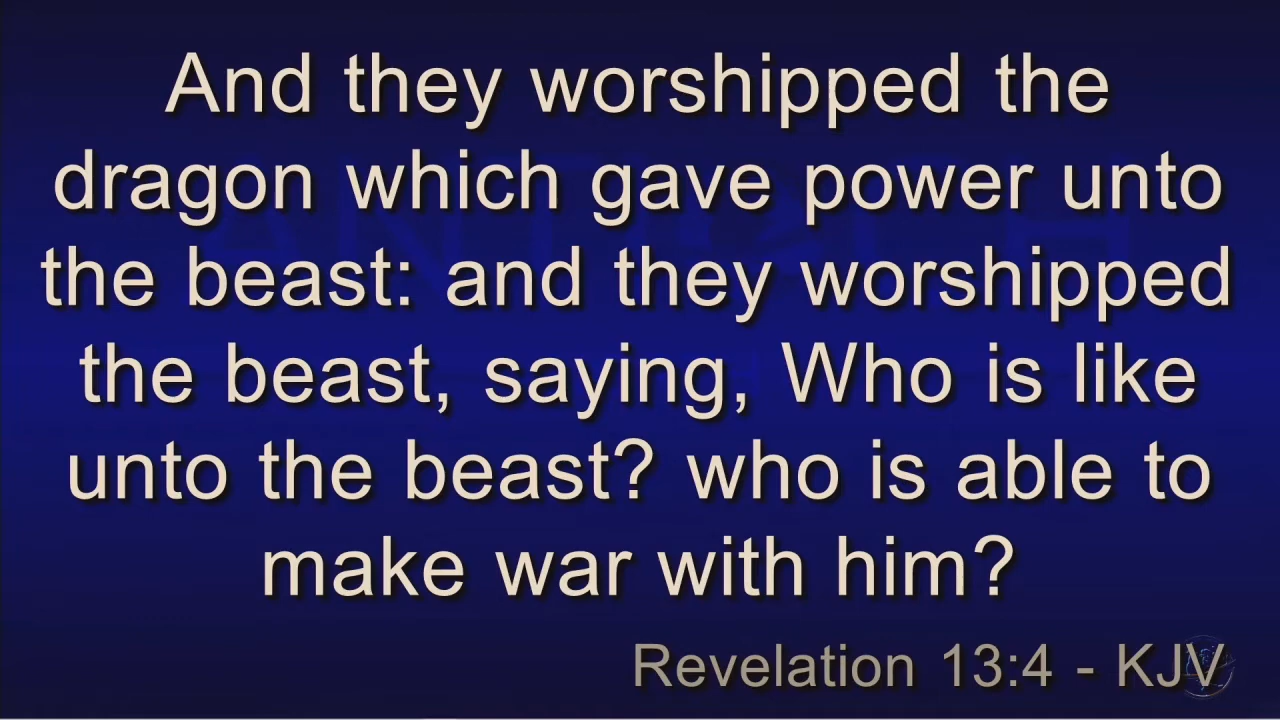 And they worshipped the
dragon which gave power unto
the beast: and they worshipped
the beast, saying, Who is like
unto the beast? who is able to
make war with him?
Revelation 13:4 - KJV